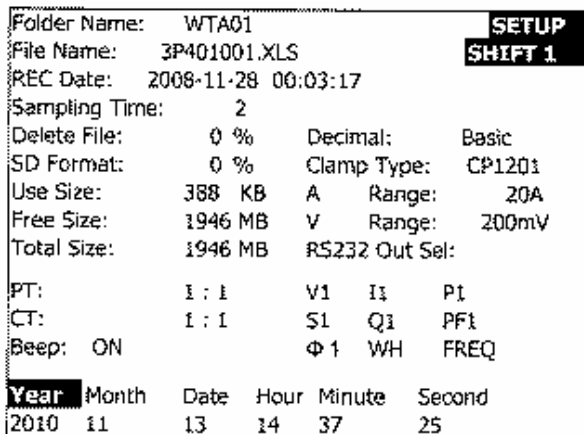 Folder Name: WTA01 SETUP
File Name: 3P401001.XLS SHIFT 1
REC Date: 2008-11-28 00:03:17
Sampling Time: 2
Delete File: 0 % Decimal: Basic
SD Format: 0 % Clamp Type: CP1201
Use Size: 388 KB A Range: 20A
Free Size: 1946 MB V Range: 200mV
Total Size: 1946 MB RS232 Out Sel:
PT: 1 : 1 V1 I1 P1
CT: 1 : 1 S1 Q1 PF1
Beep: ON Φ1 WH FREQ
Year Month Date Hour Minute Second
2010 11 13 14 37 25